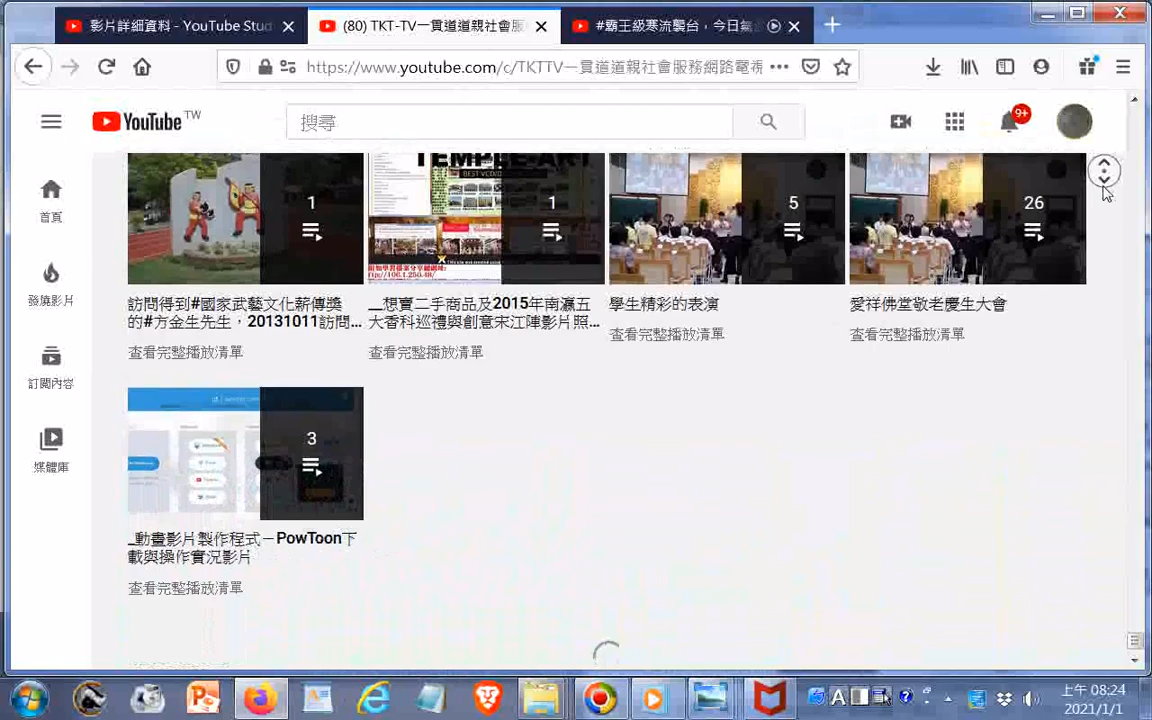 影片詳細資料 - YouTube Stud
(80) TKT-TV一貫道道親社會服
#霸王級寒流襲台，今日氣
https://www.youtube.com/c/TKTTV一貫道道親社會服務網路電視
YouTube TW
搜尋
9+
首頁
發燒影片
訂閱內容
媒體庫
TEMPLE ART
BEST VCD/D
1
1
5
26
訪問得到#國家武藝文化薪傳獎
的#方金生先生，20131011訪問...
查看完整播放清單
__想賣二手商品及2015年南瀛五
大香科巡禮與創意宋江陣影片照...
查看完整播放清單
學生精彩的表演
查看完整播放清單
愛祥佛堂敬老慶生大會
查看完整播放清單
3
_動畫影片製作程式－PowToon下
載與操作實況影片
查看完整播放清單
上午 08:24
2021/1/1